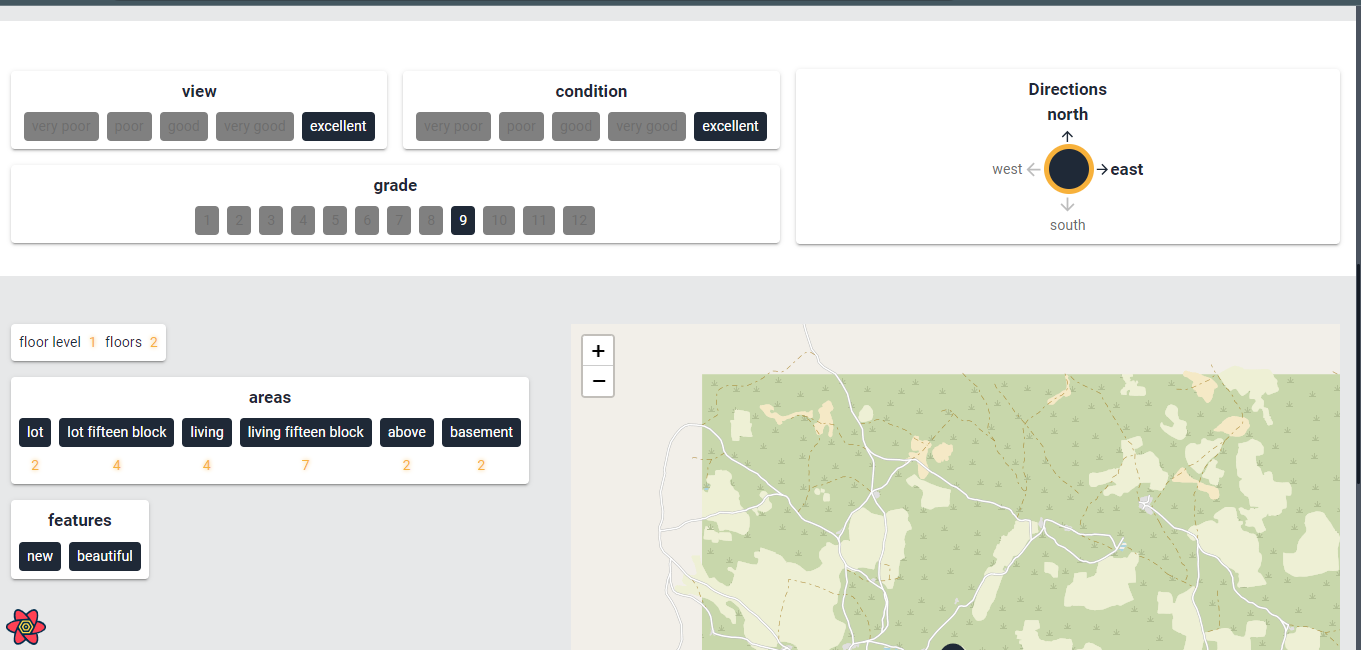 view
very poor poor good very good excellent
condition
very poor poor good very good excellent
grade
1 2 3 4 5 6 7 8 9 10 11 12
Directions
north
west east
south
floor level 1 floors 2
areas
lot lot fifteen block living living fifteen block above basement
2 4 4 7 2 2
features
new beautiful
+
−